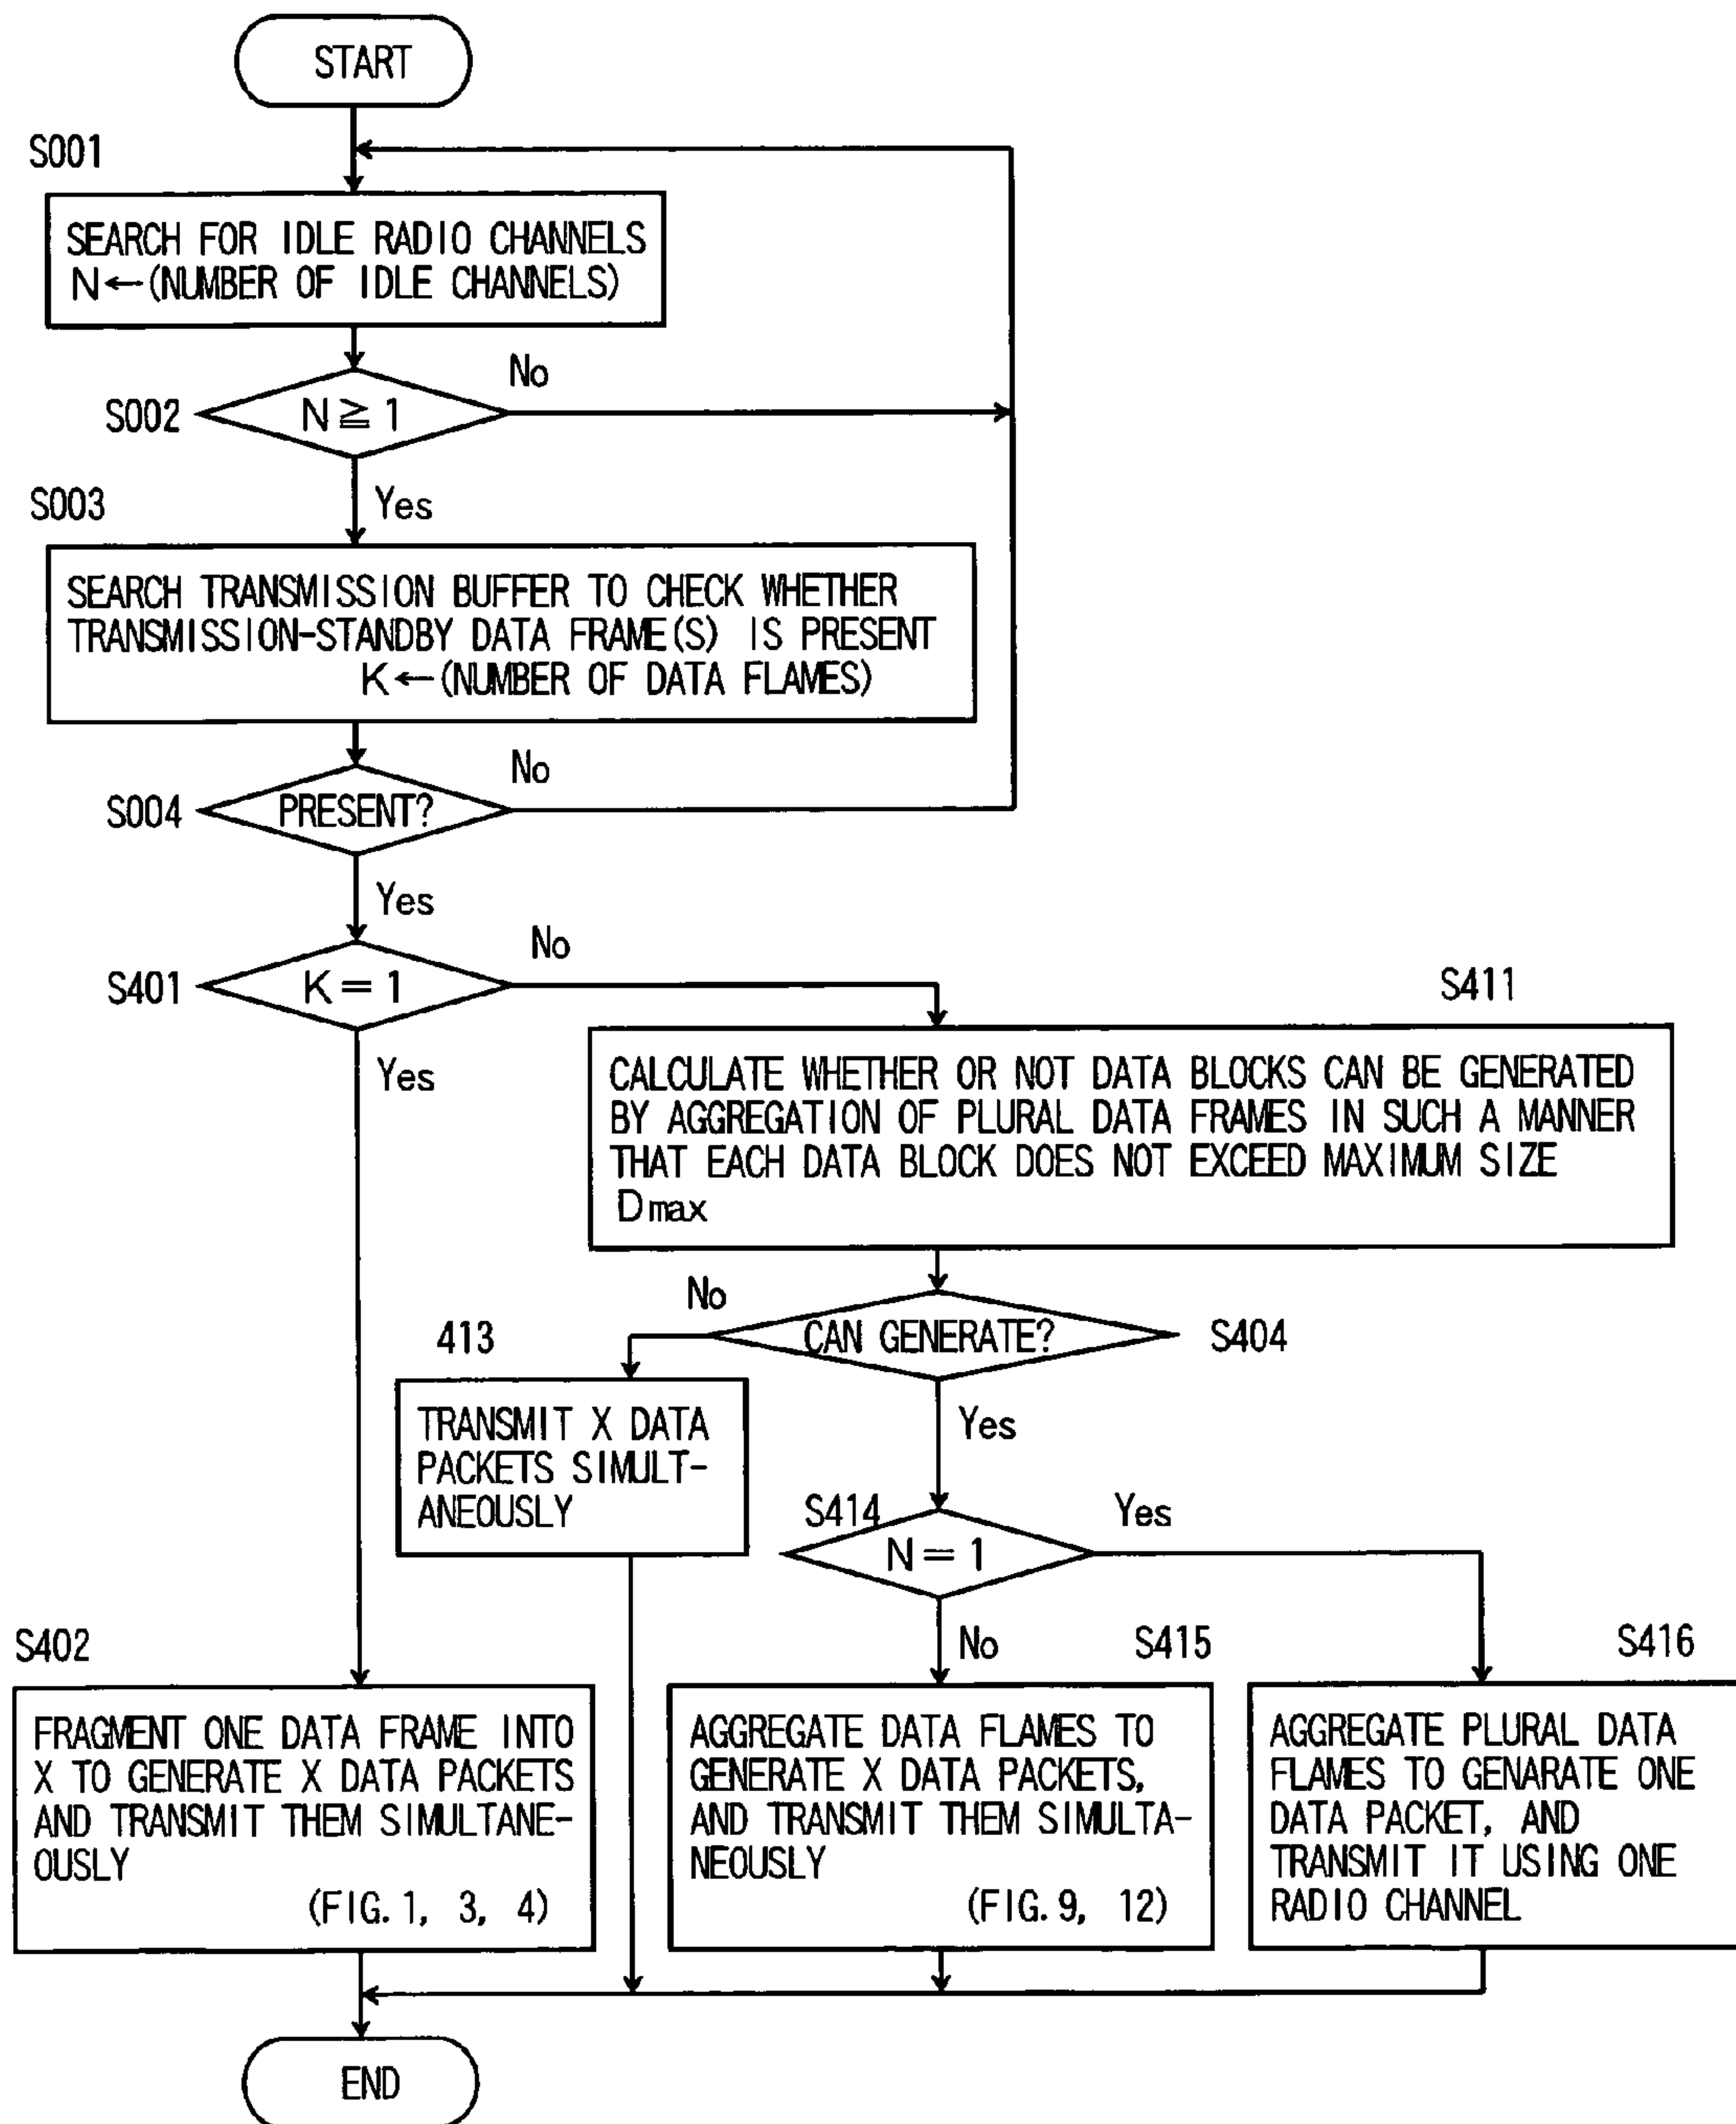 START
S001
SEARCH FOR IDLE RADIO CHANNELS
N←(NUMBER OF IDLE CHANNELS)
No
S002
N≧1
S003
Yes
SEARCH TRANSMISSION BUFFER TO CHECK WHETHER
TRANSMISSION-STANDBY DATA FRAME(S) IS PRESENT
K←(NUMBER OF DATA FLAMES)
No
S004
PRESENT?
Yes
No
S401
K=1
S411
Yes
CALCULATE WHETHER OR NOT DATA BLOCKS CAN BE GENERATED
BY AGGREGATION OF PLURAL DATA FRAMES IN SUCH A MANNER
THAT EACH DATA BLOCK DOES NOT EXCEED MAXIMUM SIZE
Dmax
No
413
CAN GENERATE?
S404
TRANSMIT X DATA
PACKETS SIMULT-
ANEOUSLY
Yes
S414
Yes
N=1
S402
No
S415
S416
FRAGMENT ONE DATA FRAME INTO
X TO GENERATE X DATA PACKETS
AND TRANSMIT THEM SIMULTANE-
OUSLY
(FIG. 1, 3, 4)
AGGREGATE DATA FLAMES TO
GENERATE X DATA PACKETS,
AND TRANSMIT THEM SIMULTA-
NEOUSLY
(FIG. 9, 12)
AGGREGATE PLURAL DATA
FLAMES TO GENARATE ONE
DATA PACKET, AND
TRANSMIT IT USING ONE
RADIO CHANNEL
END